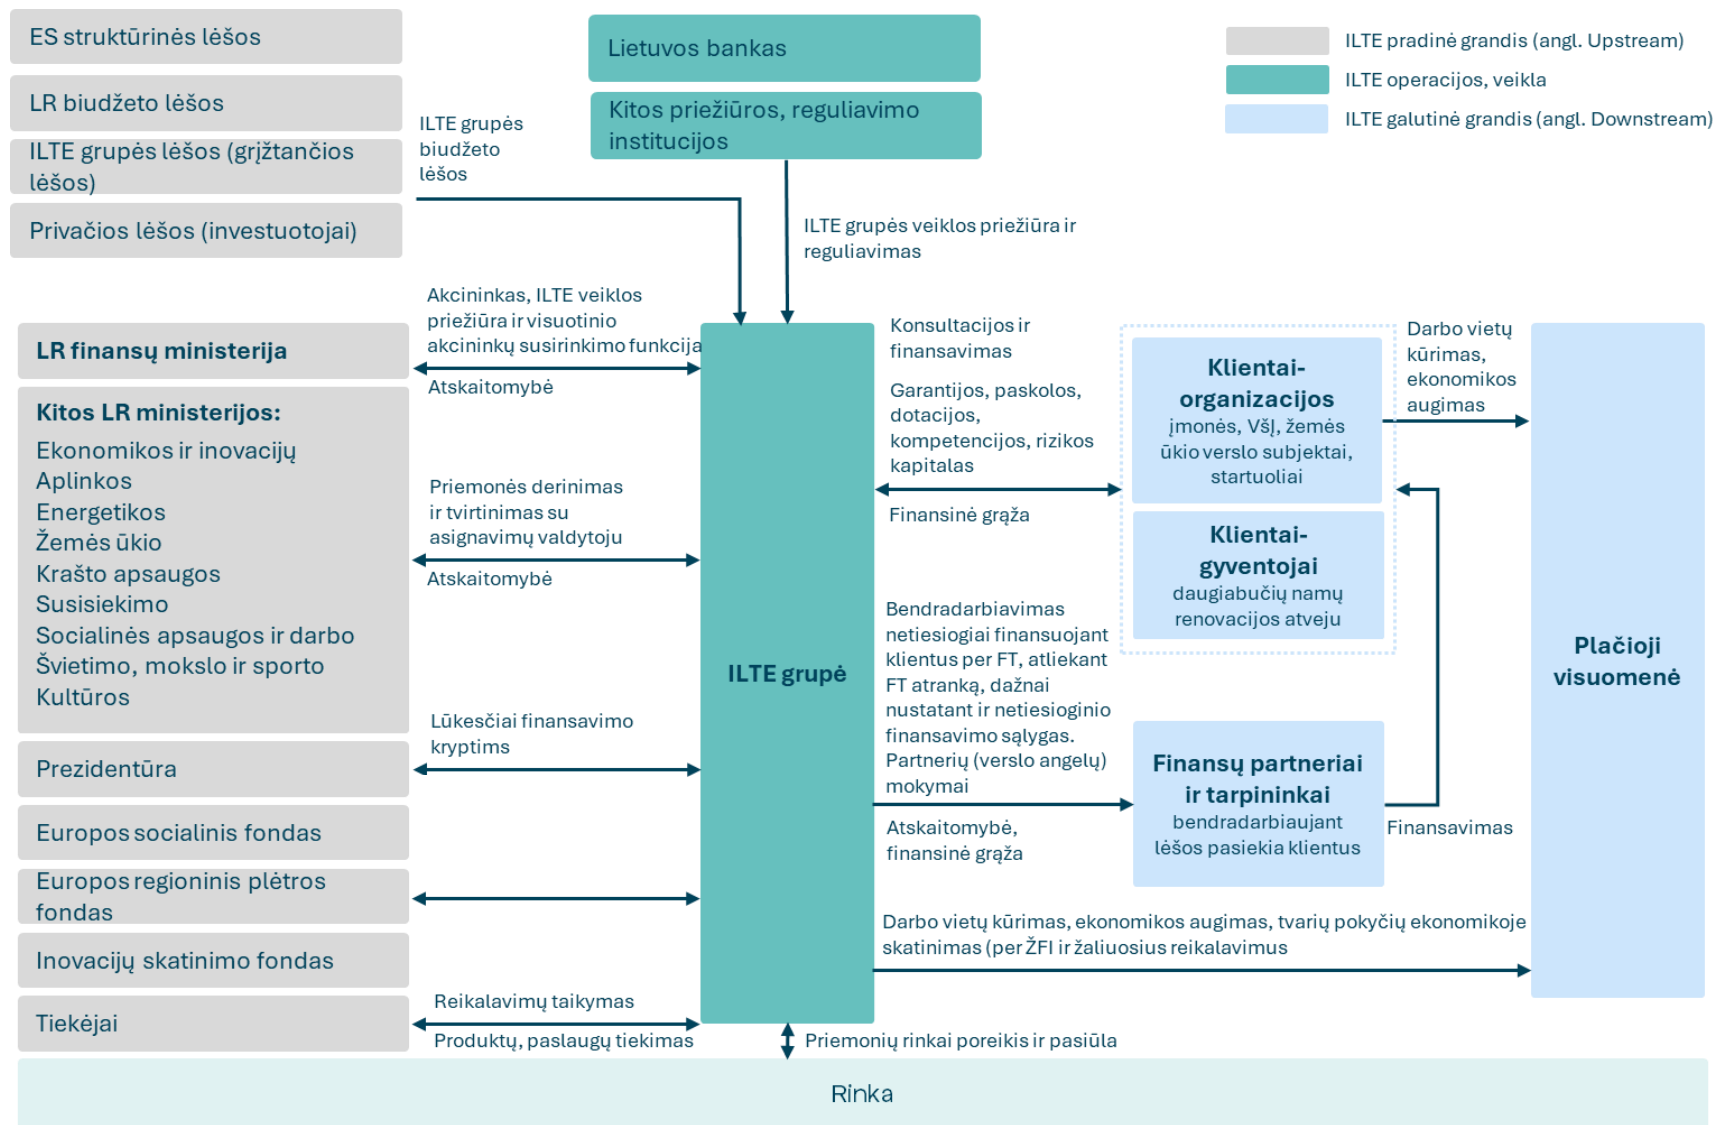 ES struktūrinės lėšos
LR biudžeto lėšos
ILTE grupės lėšos (grįžtančios
lėšos)
Privačios lėšos (investuotojai)
ILTE grupės
biudžeto
lėšos
Lietuvos bankas
Kitos priežiūros, reguliavimo
institucijos
ILTE grupės veiklos priežiūra ir
reguliavimas
ILTE pradinė grandis (angl. Upstream)
ILTE operacijos, veikla
ILTE galutinė grandis (angl. Downstream)
LR finansų ministerija
Akcininkas, ILTE veiklos
priežiūra ir visuotinio
akcininkų susirinkimo funkcija
Atskaitomybė
Kitos LR ministerijos:
Ekonomikos ir inovacijų
Aplinkos
Energetikos
Žemės ūkio
Krašto apsaugos
Susisiekimo
Socialinės apsaugos ir darbo
Švietimo, mokslo ir sporto
Kultūros
Priemonės derinimas
ir tvirtinimas su
asignavimų valdytoju
Atskaitomybė
Prezidentūra
Lūkesčiai finansavimo
kryptims
Europos socialinis fondas
Europos regioninis plėtros
fondas
Inovacijų skatinimo fondas
Tiekėjai
Reikalavimų taikymas
Produktų, paslaugų tiekimas
ILTE grupė
Konsultacijos ir
finansavimas
Garantijos, paskolos,
dotacijos,
kompetencijos, rizikos
kapitalas
Finansinė grąža
Klientai-
organizacijos
įmonės, VšĮ, žemės
ūkio verslo subjektai,
startuoliai
Klientai-
gyventojai
daugiabučių namų
renovacijos atveju
Darbo vietų
kūrimas,
ekonomikos
augimas
Bendradarbiavimas
netiesiogiai finansuojant
klientus per FT, atliekant
FT atranką, dažnai
nustatant ir netiesioginio
finansavimo sąlygas.
Partnerių (verslo angelų)
mokymai
Atskaitomybė,
finansinė grąža
Finansų partneriai
ir tarpininkai
bendradarbiaujant
lėšos pasiekia klientus
Finansavimas
Plačioji
visuomenė
Darbo vietų kūrimas, ekonomikos augimas, tvarių pokyčių ekonomikoje
skatinimas (per ŽFI ir žaliuosius reikalavimus
Priemonių rinkai poreikis ir pasiūla
Rinka